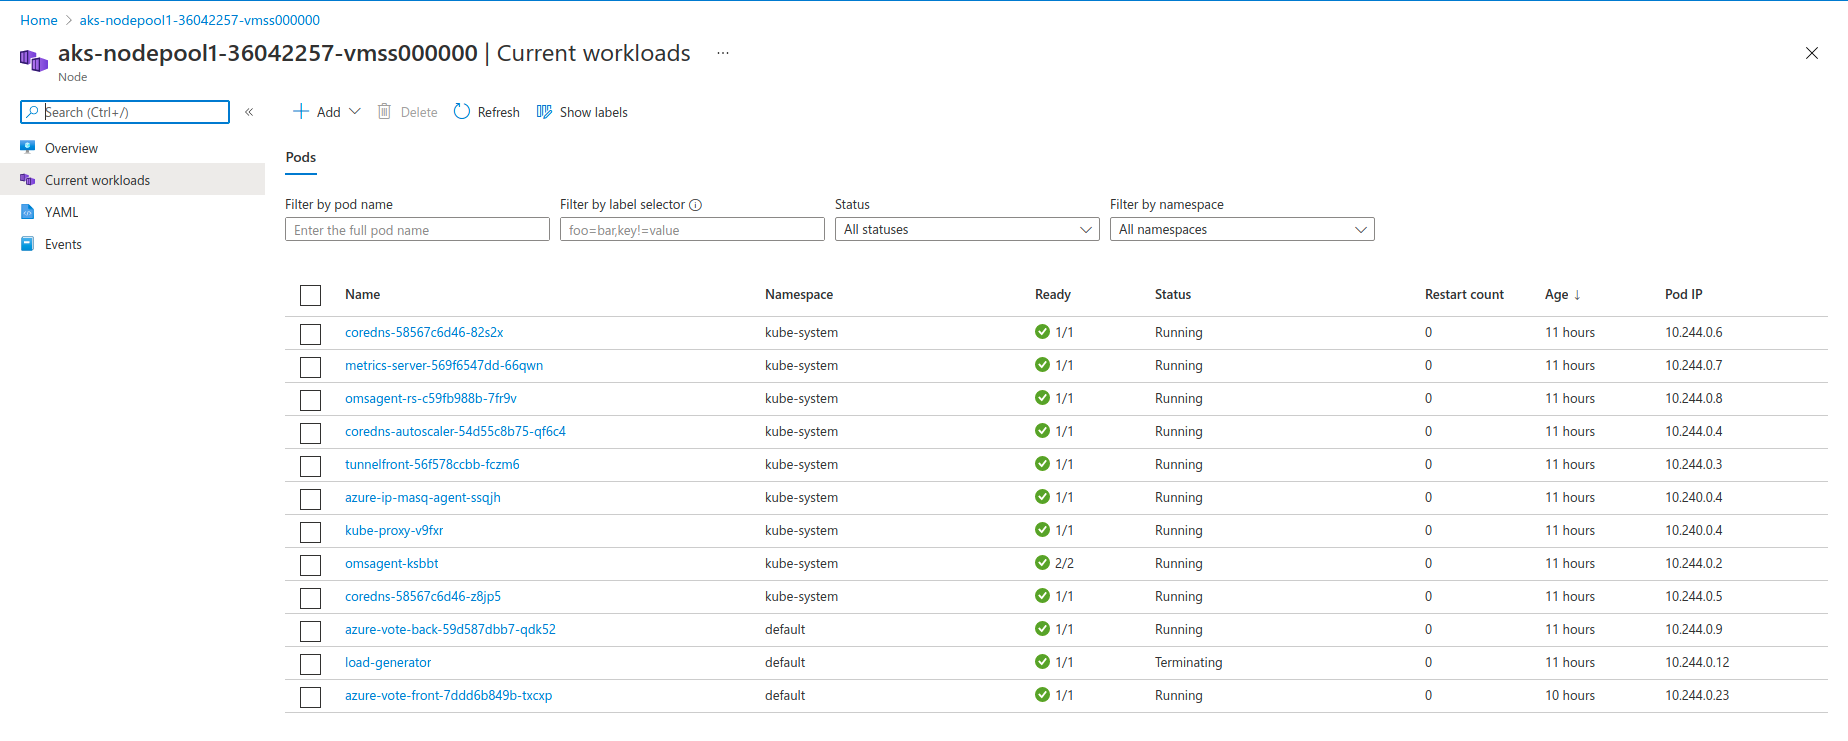 Home > aks-nodepool1-36042257-vmss000000
aks-nodepool1-36042257-vmss000000 | Current workloads ...
Node
Search (Ctrl+/) «
Add Delete Refresh Show labels
Overview
Current workloads
YAML
Events
Pods
Filter by pod name Filter by label selector Status Filter by namespace
Enter the full pod name foo=bar,key!=value All statuses All namespaces
Name Namespace Ready Status Restart count Age ↓ Pod IP
coredns-58567c6d46-82s2x kube-system 1/1 Running 0 11 hours 10.244.0.6
metrics-server-569f6547dd-66qwn kube-system 1/1 Running 0 11 hours 10.244.0.7
omsagent-rs-c59fb988b-7fr9v kube-system 1/1 Running 0 11 hours 10.244.0.8
coredns-autoscaler-54d55c8b75-qf6c4 kube-system 1/1 Running 0 11 hours 10.244.0.4
tunnelfront-56f578ccbb-fczm6 kube-system 1/1 Running 0 11 hours 10.244.0.3
azure-ip-masq-agent-ssqjh kube-system 1/1 Running 0 11 hours 10.240.0.4
kube-proxy-v9fxr kube-system 1/1 Running 0 11 hours 10.240.0.4
omsagent-ksbbt kube-system 2/2 Running 0 11 hours 10.244.0.2
coredns-58567c6d46-z8jp5 kube-system 1/1 Running 0 11 hours 10.244.0.5
azure-vote-back-59d587dbb7-qdk52 default 1/1 Running 0 11 hours 10.244.0.9
load-generator default 1/1 Terminating 0 11 hours 10.244.0.12
azure-vote-front-7ddd6b849b-txcxp default 1/1 Running 0 10 hours 10.244.0.23